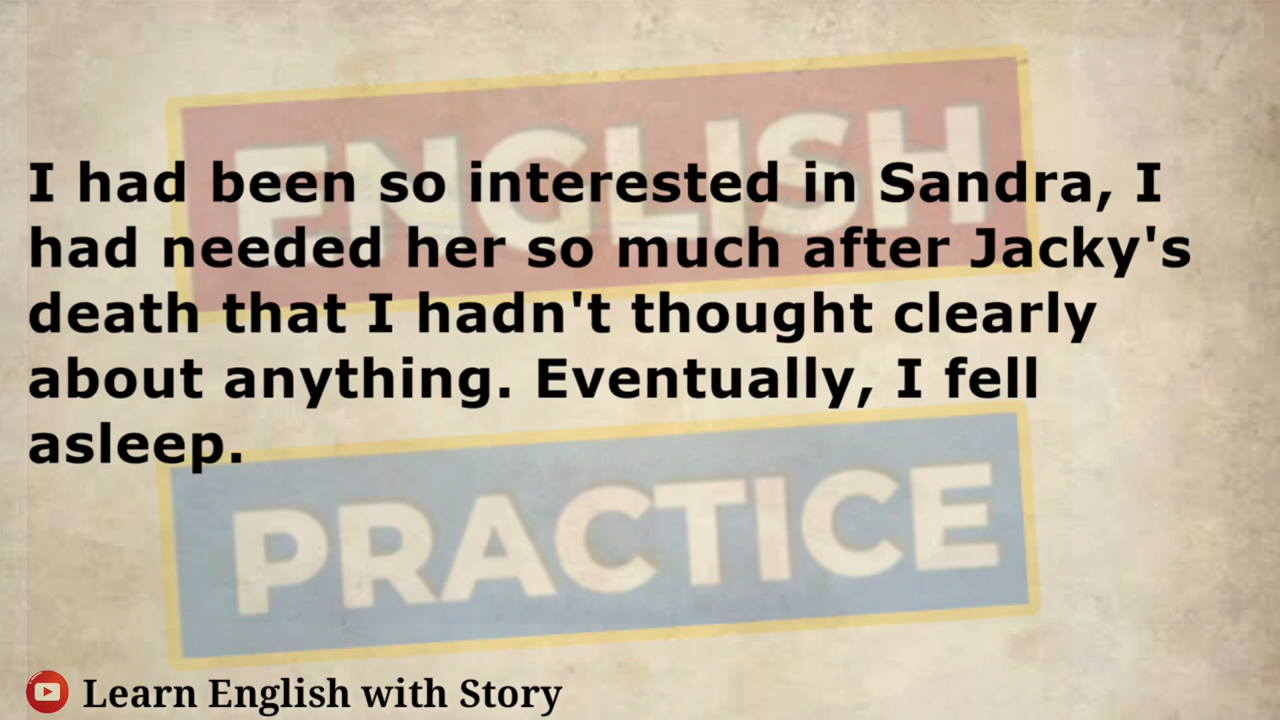 ENGLISH
I had been so interested in Sandra, I
had needed her so much after Jacky's
death that I hadn't thought clearly
about anything. Eventually, I fell
asleep.
PRACTICE
Learn English with Story